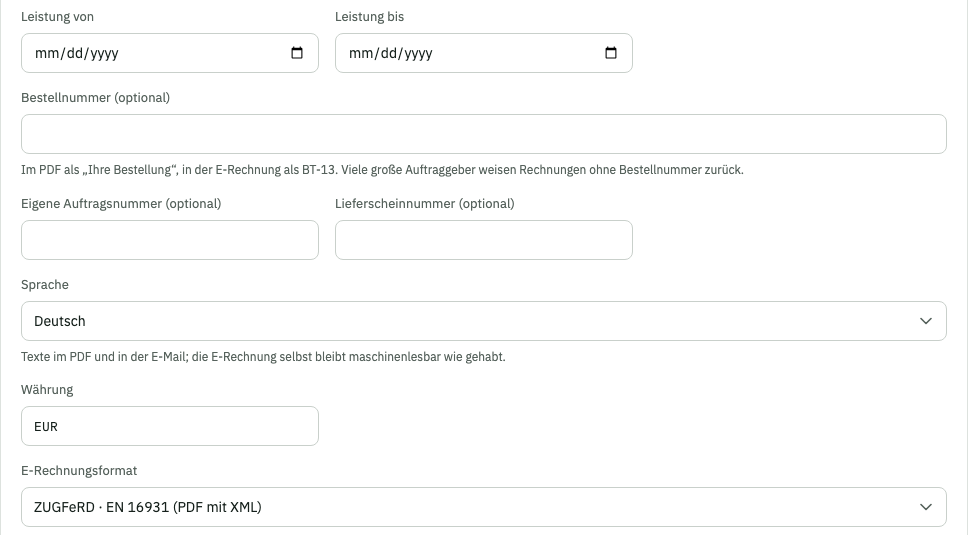 Leistung von
Leistung bis
mm/dd/yyyy
mm/dd/yyyy
Bestellnummer (optional)
Im PDF als „Ihre Bestellung“, in der E-Rechnung als BT-13. Viele große Auftraggeber weisen Rechnungen ohne Bestellnummer zurück.
Eigene Auftragsnummer (optional)
Lieferscheinnummer (optional)
Sprache
Deutsch
Texte im PDF und in der E-Mail; die E-Rechnung selbst bleibt maschinenlesbar wie gehabt.
Währung
EUR
E-Rechnungsformat
ZUGFeRD · EN 16931 (PDF mit XML)